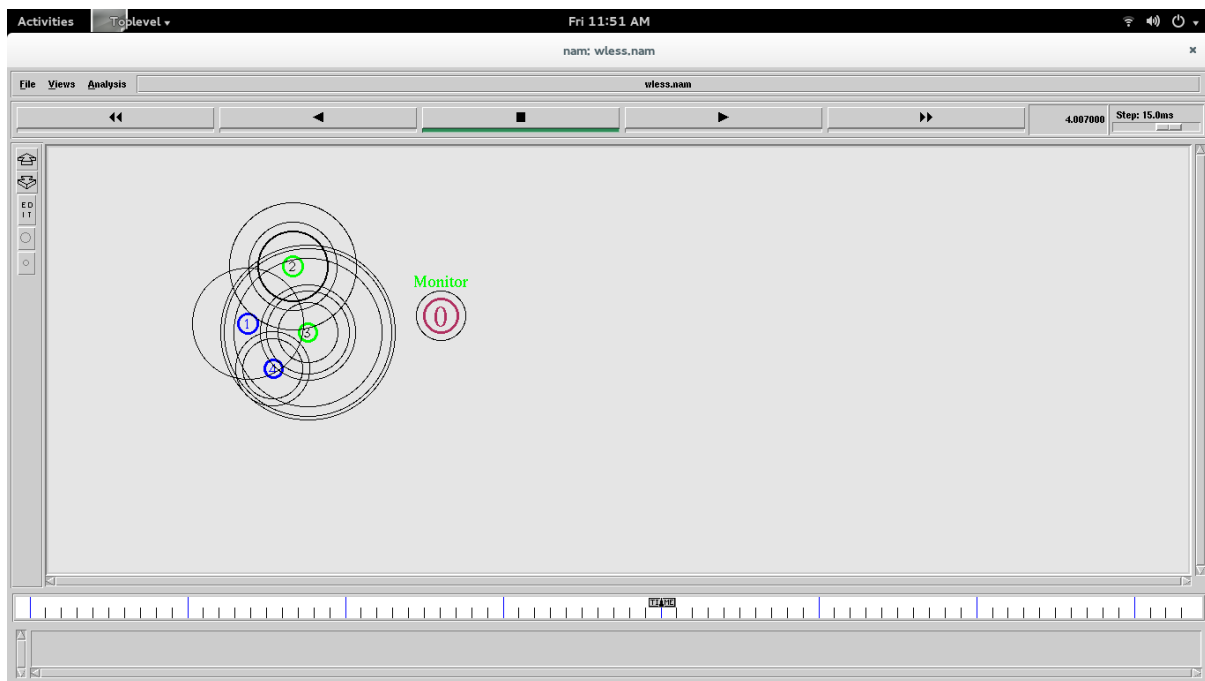 Activities Toplevel Fri 11:51 AM
nam: wless.nam
File Views Analysis wless.nam
4.007000 Step: 15.0ms
E D
I T
2
Monitor
1 3 0
4
TIME